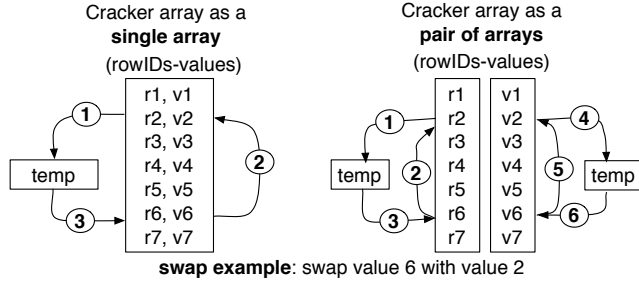 Cracker array as a
single array
(rowIDs-values)
r1, v1
r2, v2
r3, v3
r4, v4
r5, v5
r6, v6
r7, v7
temp
1
2
3
Cracker array as a
pair of arrays
(rowIDs-values)
r1
r2
r3
r4
r5
r6
r7
v1
v2
v3
v4
v5
v6
v7
temp
1
2
3
temp
4
5
6
swap example: swap value 6 with value 2